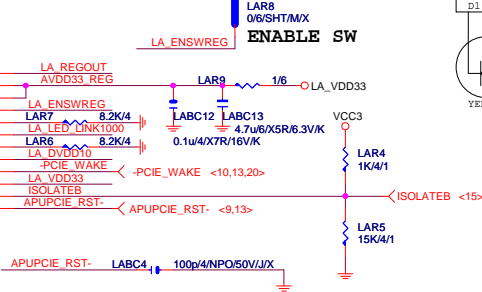 LAR8
0/6/SHT/M/X
D1
LA_ENSWREG
ENABLE SW
LA_REGOUT
AVDD33_REG
LAR9
1/6
LA_VDD33
LA_ENSWREG
LABC12
LABC13
VCC3
LAR7
8.2K/4
4.7u/6/X5R/6.3V/K
LA_LED_LINK1000
0.1u/4/X7R/16V/K
LAR6
8.2K/4
LA_DVDD10
LAR4
1K/4/1
-PCIE_WAKE
-PCIE_WAKE <10,13,20>
LA_VDD33
ISOLATEB
ISOLATEB <15>
APUPCIE_RST-
APUPCIE_RST- <9,13>
LAR5
15K/4/1
APUPCIE_RST-
LABC4
100p/4/NPO/50V/J/X